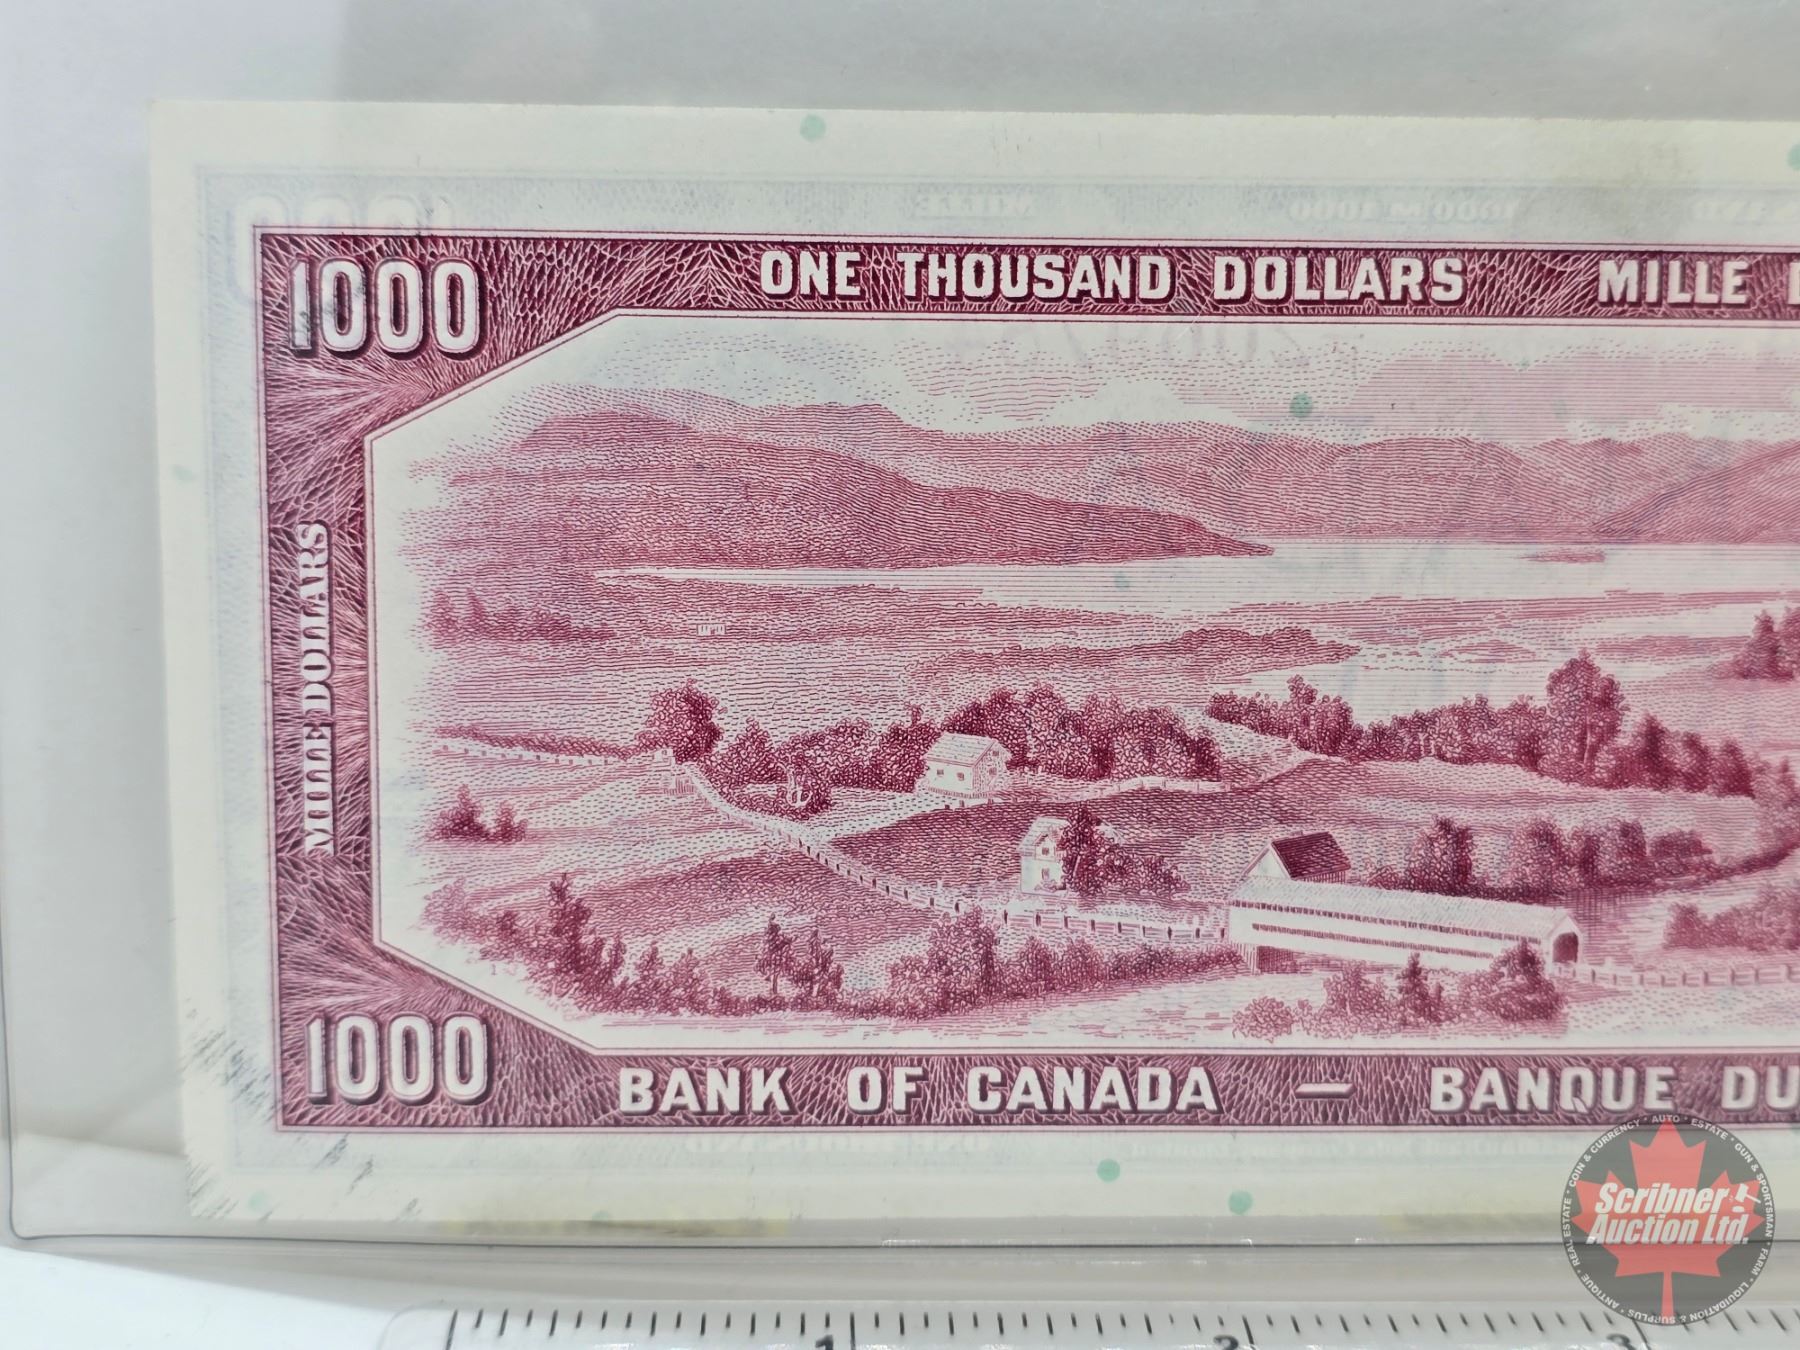 1000
ONE THOUSAND DOLLARS MILLE
MILLE DOLLARS
1000
BANK OF CANADA — BANQUE DU
COIN & CURRENCY • AUTO • ESTATE • GUN & SPORTSMAN • FARM • LIQUIDATION & SURPLUS • ANTIQUE • REAL ESTATE
Scribner
Auction Ltd.
1 2 3